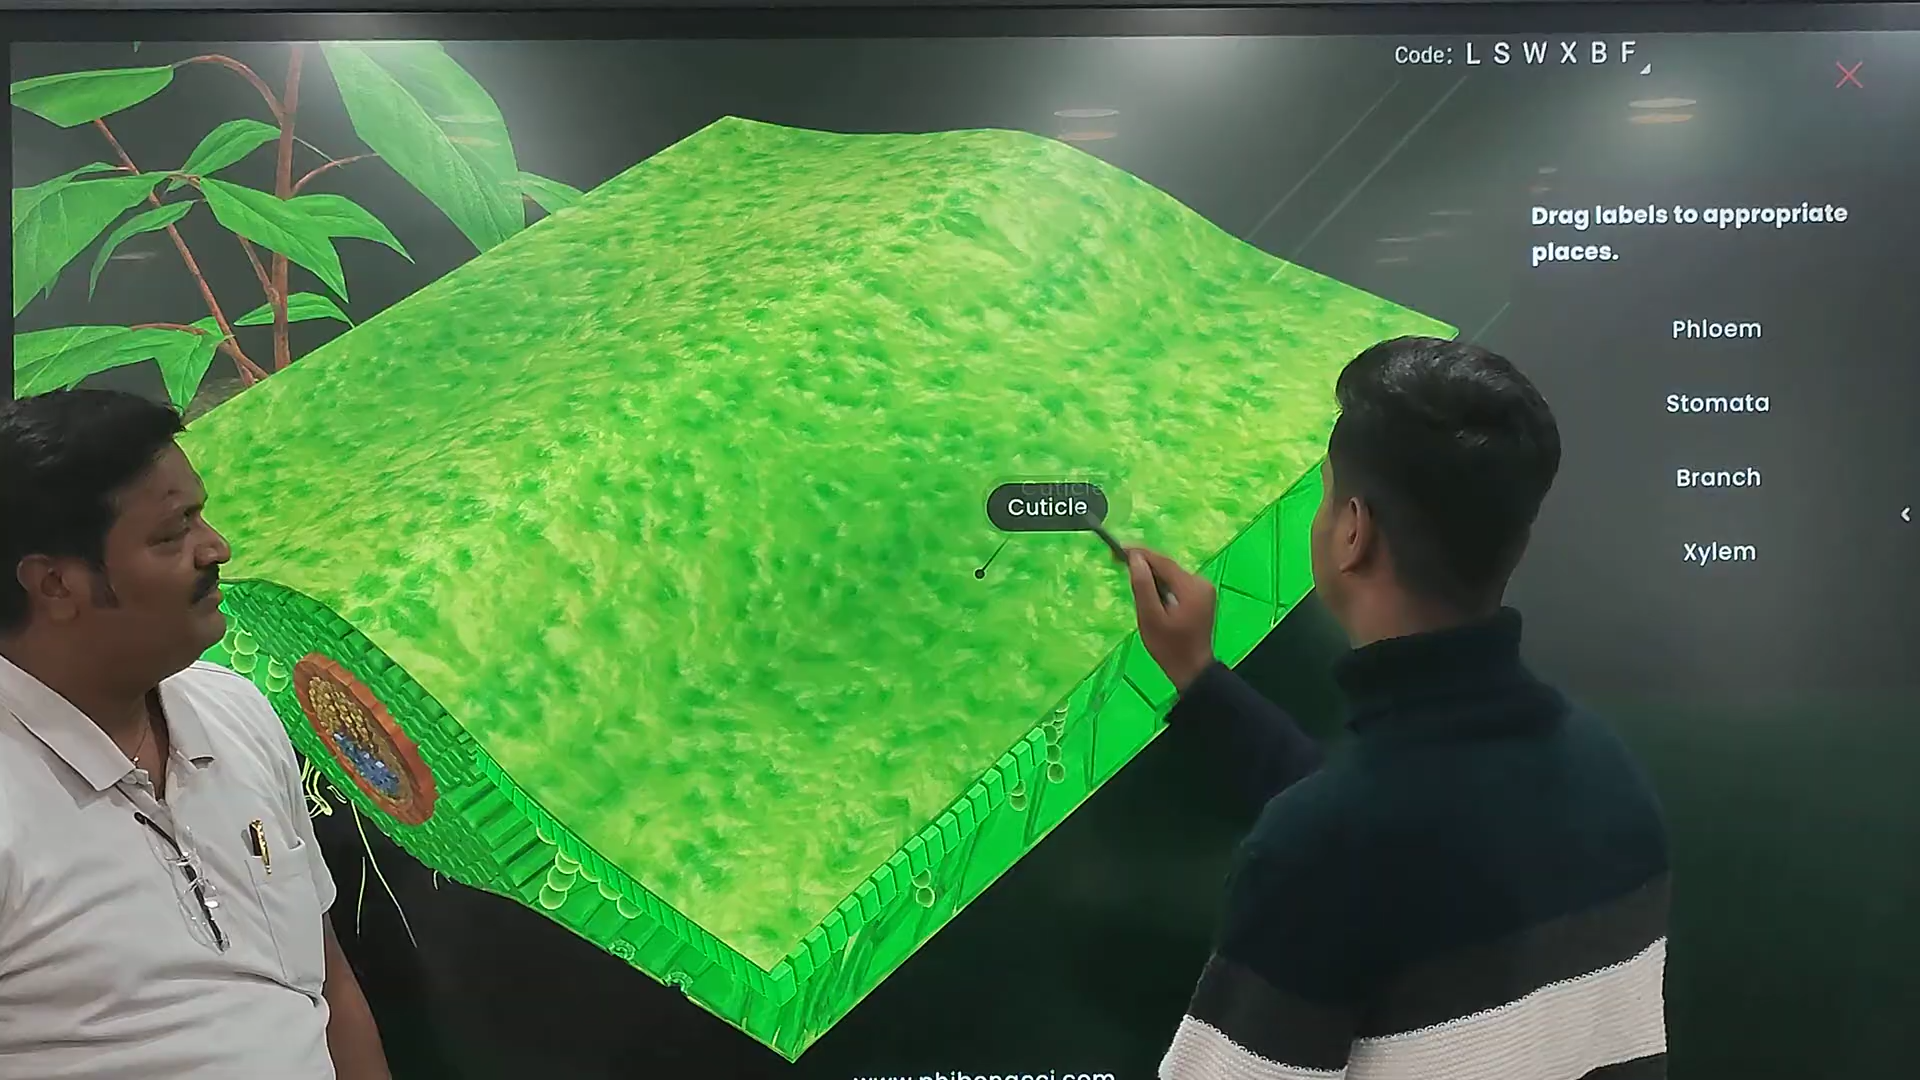 Code: L S W X B F
Drag labels to appropriate
places.
Phloem
Stomata
Branch
Xylem
Cuticle